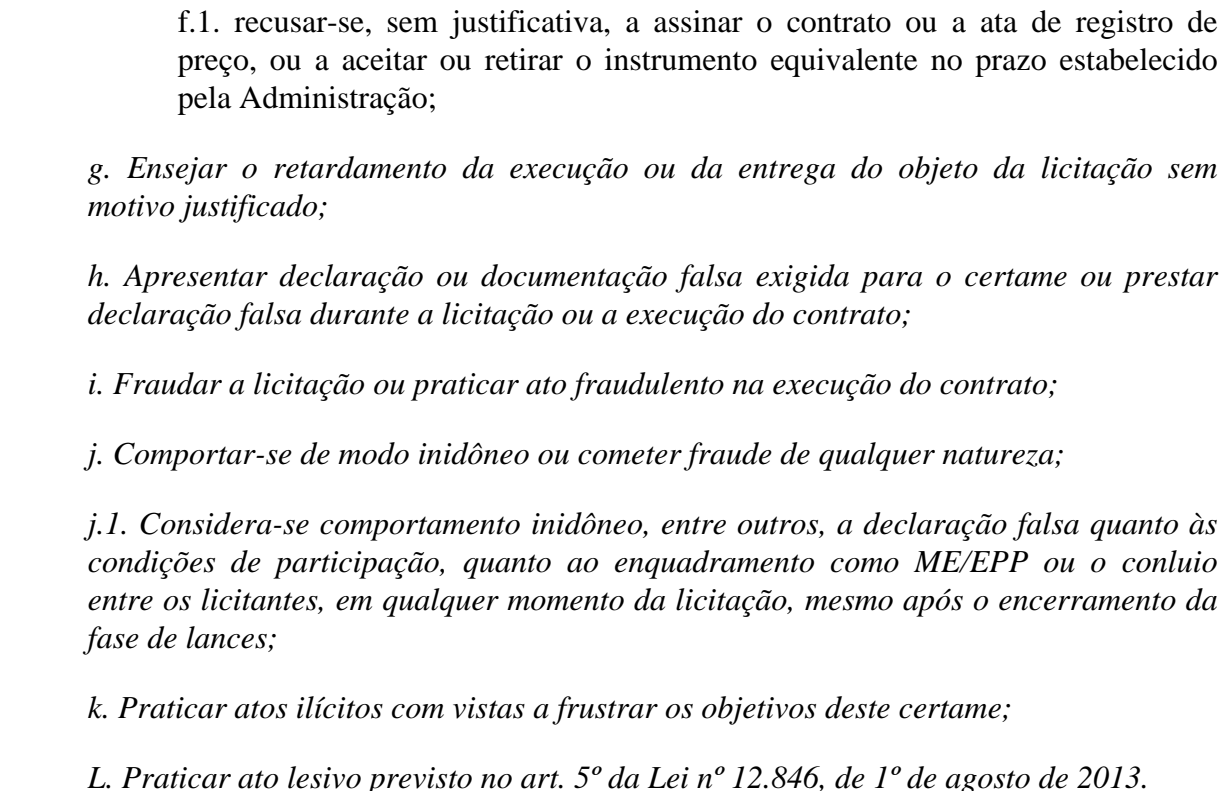 f.1. recusar-se, sem justificativa, a assinar o contrato ou a ata de registro de
preço, ou a aceitar ou retirar o instrumento equivalente no prazo estabelecido
pela Administração;
g. Ensejar o retardamento da execução ou da entrega do objeto da licitação sem
motivo justificado;
h. Apresentar declaração ou documentação falsa exigida para o certame ou prestar
declaração falsa durante a licitação ou a execução do contrato;
i. Fraudar a licitação ou praticar ato fraudulento na execução do contrato;
j. Comportar-se de modo inidôneo ou cometer fraude de qualquer natureza;
j.1. Considera-se comportamento inidôneo, entre outros, a declaração falsa quanto às
condições de participação, quanto ao enquadramento como ME/EPP ou o conluio
entre os licitantes, em qualquer momento da licitação, mesmo após o encerramento da
fase de lances;
k. Praticar atos ilícitos com vistas a frustrar os objetivos deste certame;
L. Praticar ato lesivo previsto no art. 5º da Lei nº 12.846, de 1º de agosto de 2013.